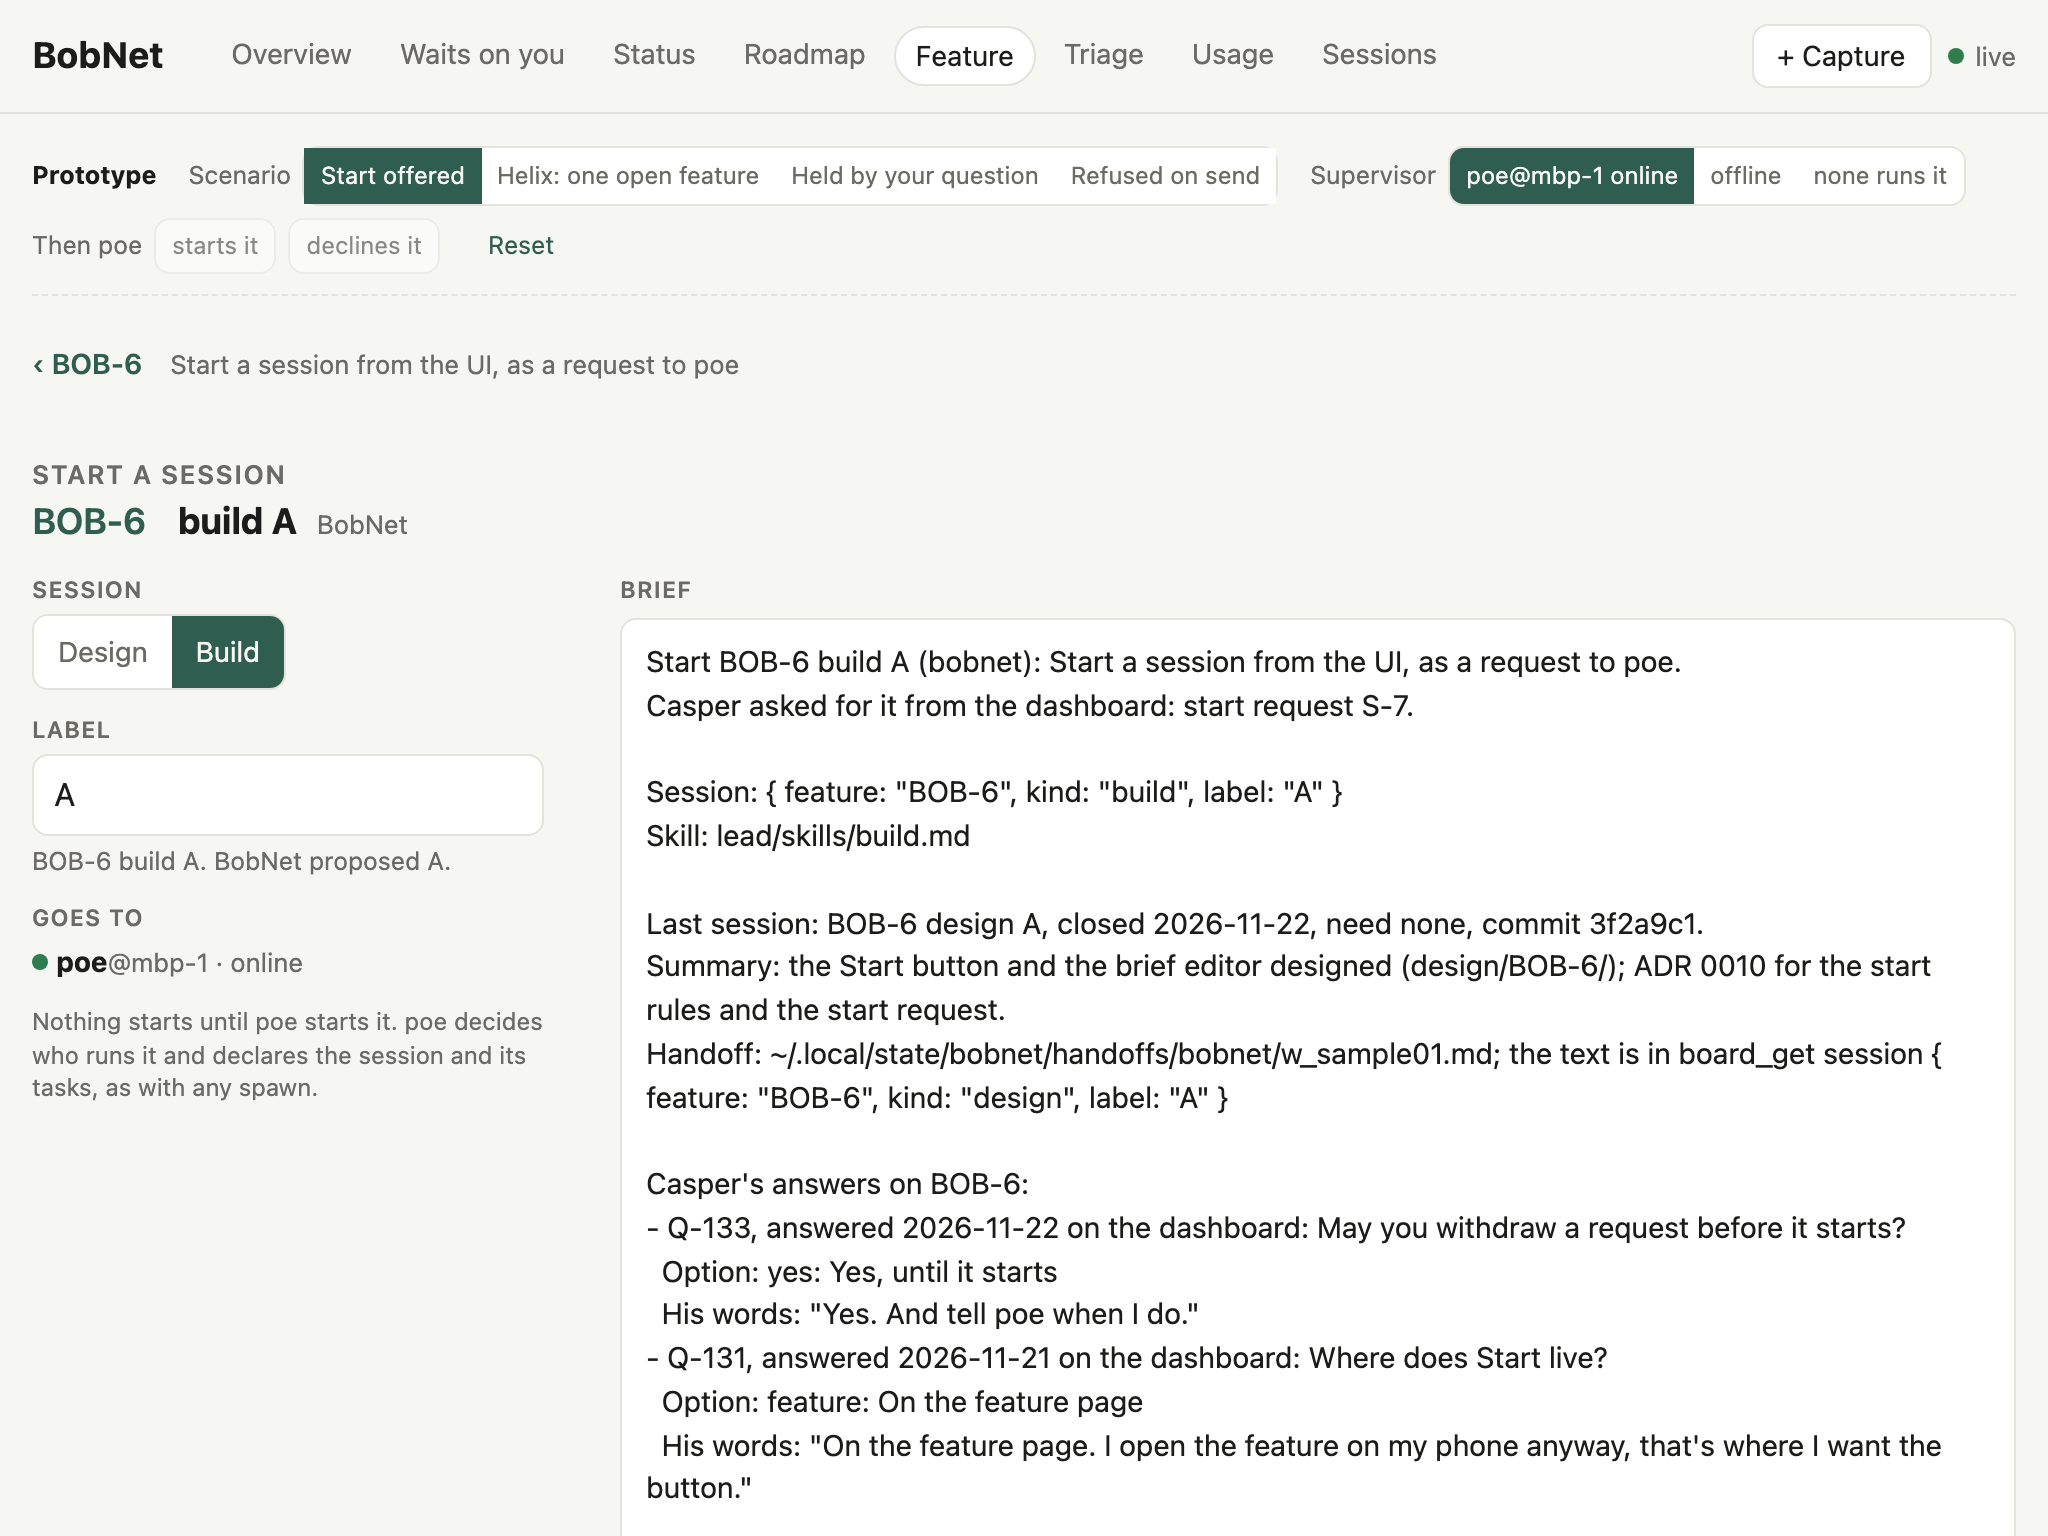 BobNet Overview Waits on you Status Roadmap Feature Triage Usage Sessions + Capture live
Prototype Scenario Start offered Helix: one open feature Held by your question Refused on send Supervisor poe@mbp-1 online offline none runs it
Then poe starts it declines it Reset
‹ BOB-6 Start a session from the UI, as a request to poe
START A SESSION
BOB-6 build A BobNet
SESSION
Design Build
LABEL
A
BOB-6 build A. BobNet proposed A.
GOES TO
poe@mbp-1 · online
Nothing starts until poe starts it. poe decides
who runs it and declares the session and its
tasks, as with any spawn.
BRIEF
Start BOB-6 build A (bobnet): Start a session from the UI, as a request to poe.
Casper asked for it from the dashboard: start request S-7.
Session: { feature: "BOB-6", kind: "build", label: "A" }
Skill: lead/skills/build.md
Last session: BOB-6 design A, closed 2026-11-22, need none, commit 3f2a9c1.
Summary: the Start button and the brief editor designed (design/BOB-6/); ADR 0010 for the start
rules and the start request.
Handoff: ~/.local/state/bobnet/handoffs/bobnet/w_sample01.md; the text is in board_get session {
feature: "BOB-6", kind: "design", label: "A" }
Casper's answers on BOB-6:
- Q-133, answered 2026-11-22 on the dashboard: May you withdraw a request before it starts?
Option: yes: Yes, until it starts
His words: "Yes. And tell poe when I do."
- Q-131, answered 2026-11-21 on the dashboard: Where does Start live?
Option: feature: On the feature page
His words: "On the feature page. I open the feature on my phone anyway, that's where I want the
button."